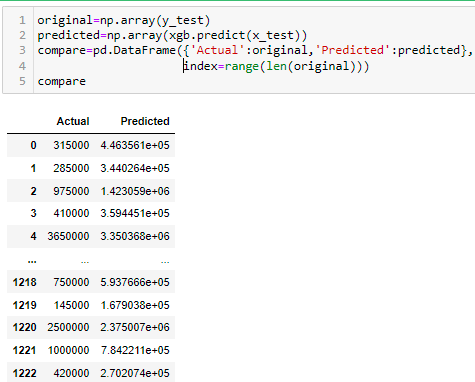 1 original=np.array(y_test)
2 predicted=np.array(xgb.predict(x_test))
3 compare=pd.DataFrame({'Actual':original,'Predicted':predicted},
4 index=range(len(original)))
5 compare
Actual Predicted
0 315000 4.463561e+05
1 285000 3.440264e+05
2 975000 1.423059e+06
3 410000 3.594451e+05
4 3650000 3.350368e+06
... ... ...
1218 750000 5.937666e+05
1219 145000 1.679038e+05
1220 2500000 2.375007e+06
1221 1000000 7.842211e+05
1222 420000 2.702074e+05